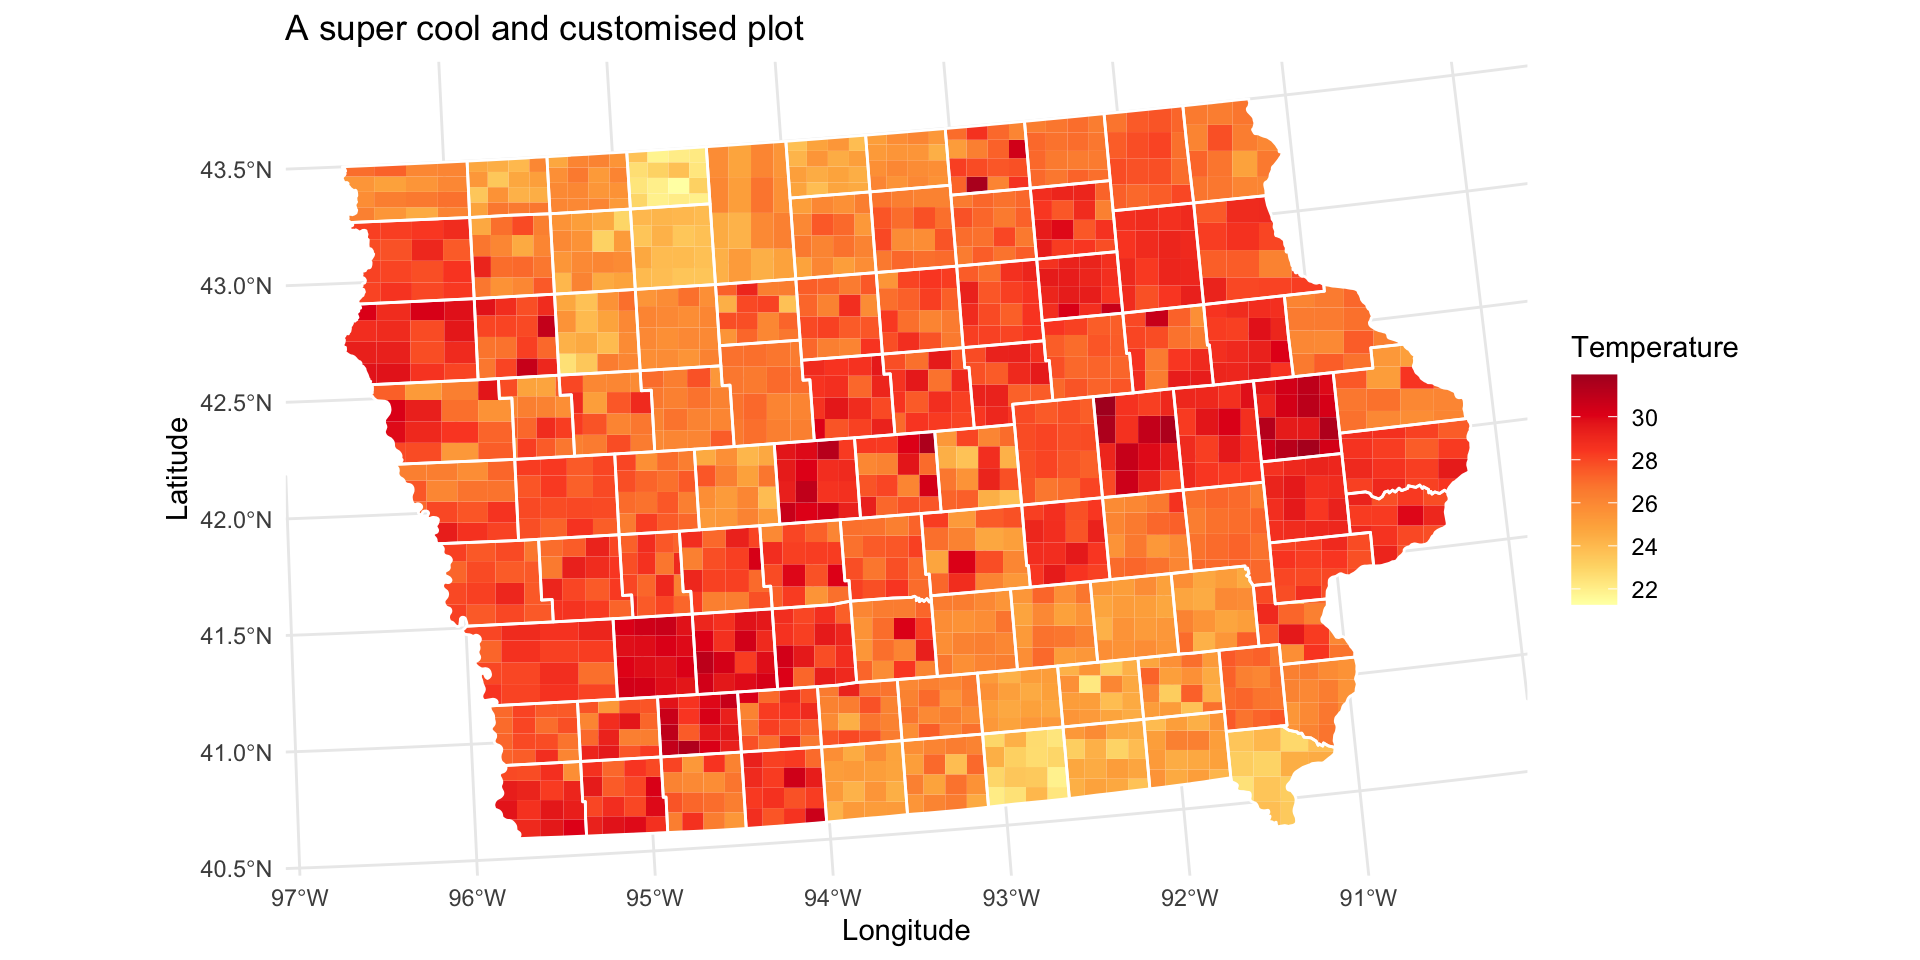 A super cool and customised plot
43.5°N
43.0°N
42.5°N
42.0°N
41.5°N
41.0°N
40.5°N
Latitude
97°W 96°W 95°W 94°W 93°W 92°W 91°W
Longitude
Temperature
30
28
26
24
22